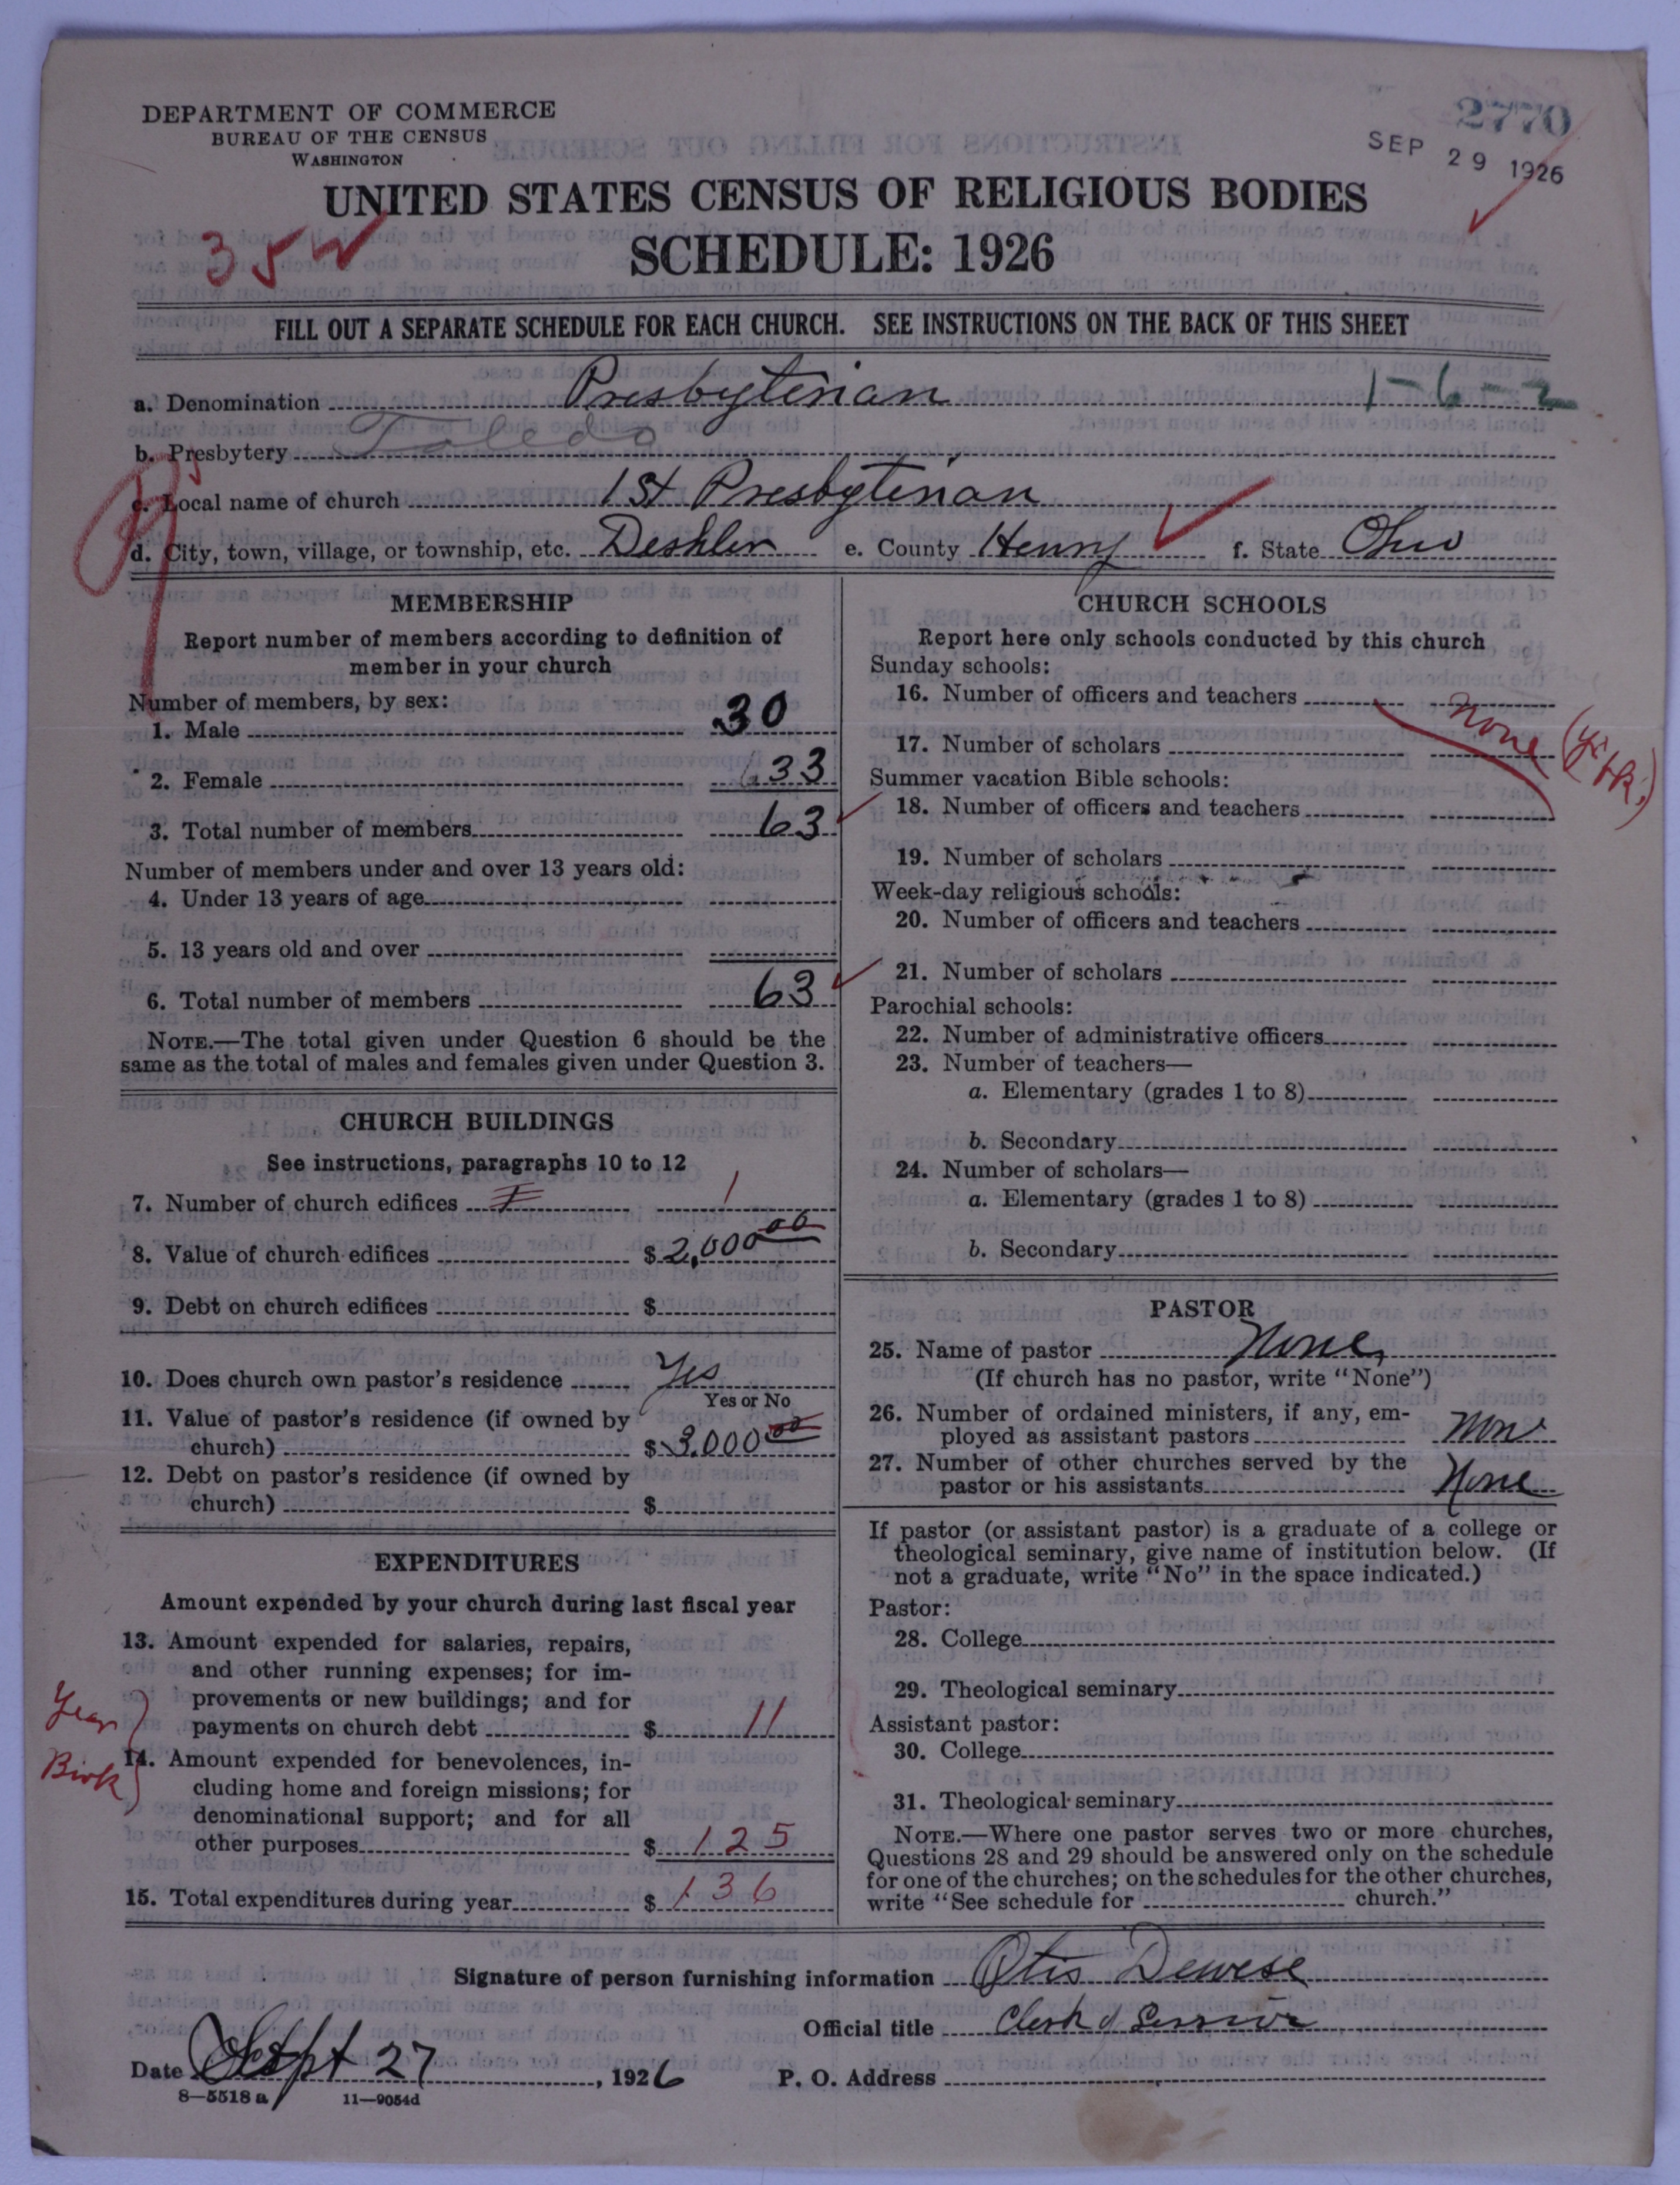 DEPARTMENT OF COMMERCE
BUREAU OF THE CENSUS
WASHINGTON
2770
SEP 29 1926
UNITED STATES CENSUS OF RELIGIOUS BODIES
SCHEDULE: 1926
35
FILL OUT A SEPARATE SCHEDULE FOR EACH CHURCH. SEE INSTRUCTIONS ON THE BACK OF THIS SHEET
a. Denomination Presbyterian 1-6-2
b. Presbytery Toledo
c. Local name of church 1st Presbyterian
d. City, town, village, or township, etc. Deshler e. County Henry f. State Ohio
MEMBERSHIP
Report number of members according to definition of
member in your church
Number of members, by sex:
1. Male 30
2. Female 33
3. Total number of members 63
Number of members under and over 13 years old:
4. Under 13 years of age
5. 13 years old and over
6. Total number of members 63
NOTE.—The total given under Question 6 should be the
same as the total of males and females given under Question 3.
CHURCH BUILDINGS
See instructions, paragraphs 10 to 12
7. Number of church edifices 1
8. Value of church edifices $2,000 00
9. Debt on church edifices $
10. Does church own pastor's residence Yes
Yes or No
11. Value of pastor's residence (if owned by
church) $3,000 00
12. Debt on pastor's residence (if owned by
church) $
EXPENDITURES
Amount expended by your church during last fiscal year
13. Amount expended for salaries, repairs,
and other running expenses; for im-
provements or new buildings; and for
payments on church debt $ 11
Year
Book
14. Amount expended for benevolences, in-
cluding home and foreign missions; for
denominational support; and for all
other purposes $ 125
15. Total expenditures during year $ 136
CHURCH SCHOOLS
Report here only schools conducted by this church
Sunday schools:
16. Number of officers and teachers
none (Yr. Bk.)
17. Number of scholars
Summer vacation Bible schools:
18. Number of officers and teachers
19. Number of scholars
Week-day religious schools:
20. Number of officers and teachers
21. Number of scholars
Parochial schools:
22. Number of administrative officers
23. Number of teachers—
a. Elementary (grades 1 to 8)
b. Secondary
24. Number of scholars—
a. Elementary (grades 1 to 8)
b. Secondary
PASTOR
25. Name of pastor None
(If church has no pastor, write "None")
26. Number of ordained ministers, if any, em-
ployed as assistant pastors None
27. Number of other churches served by the
pastor or his assistants None
If pastor (or assistant pastor) is a graduate of a college or
theological seminary, give name of institution below. (If
not a graduate, write "No" in the space indicated.)
Pastor:
28. College
29. Theological seminary
Assistant pastor:
30. College
31. Theological seminary
NOTE.—Where one pastor serves two or more churches,
Questions 28 and 29 should be answered only on the schedule
for one of the churches; on the schedules for the other churches,
write "See schedule for church."
Signature of person furnishing information Otis Dewese
Official title Clerk of Session
Date Sept 27, 1926 P. O. Address
8—5518 a 11—9054d